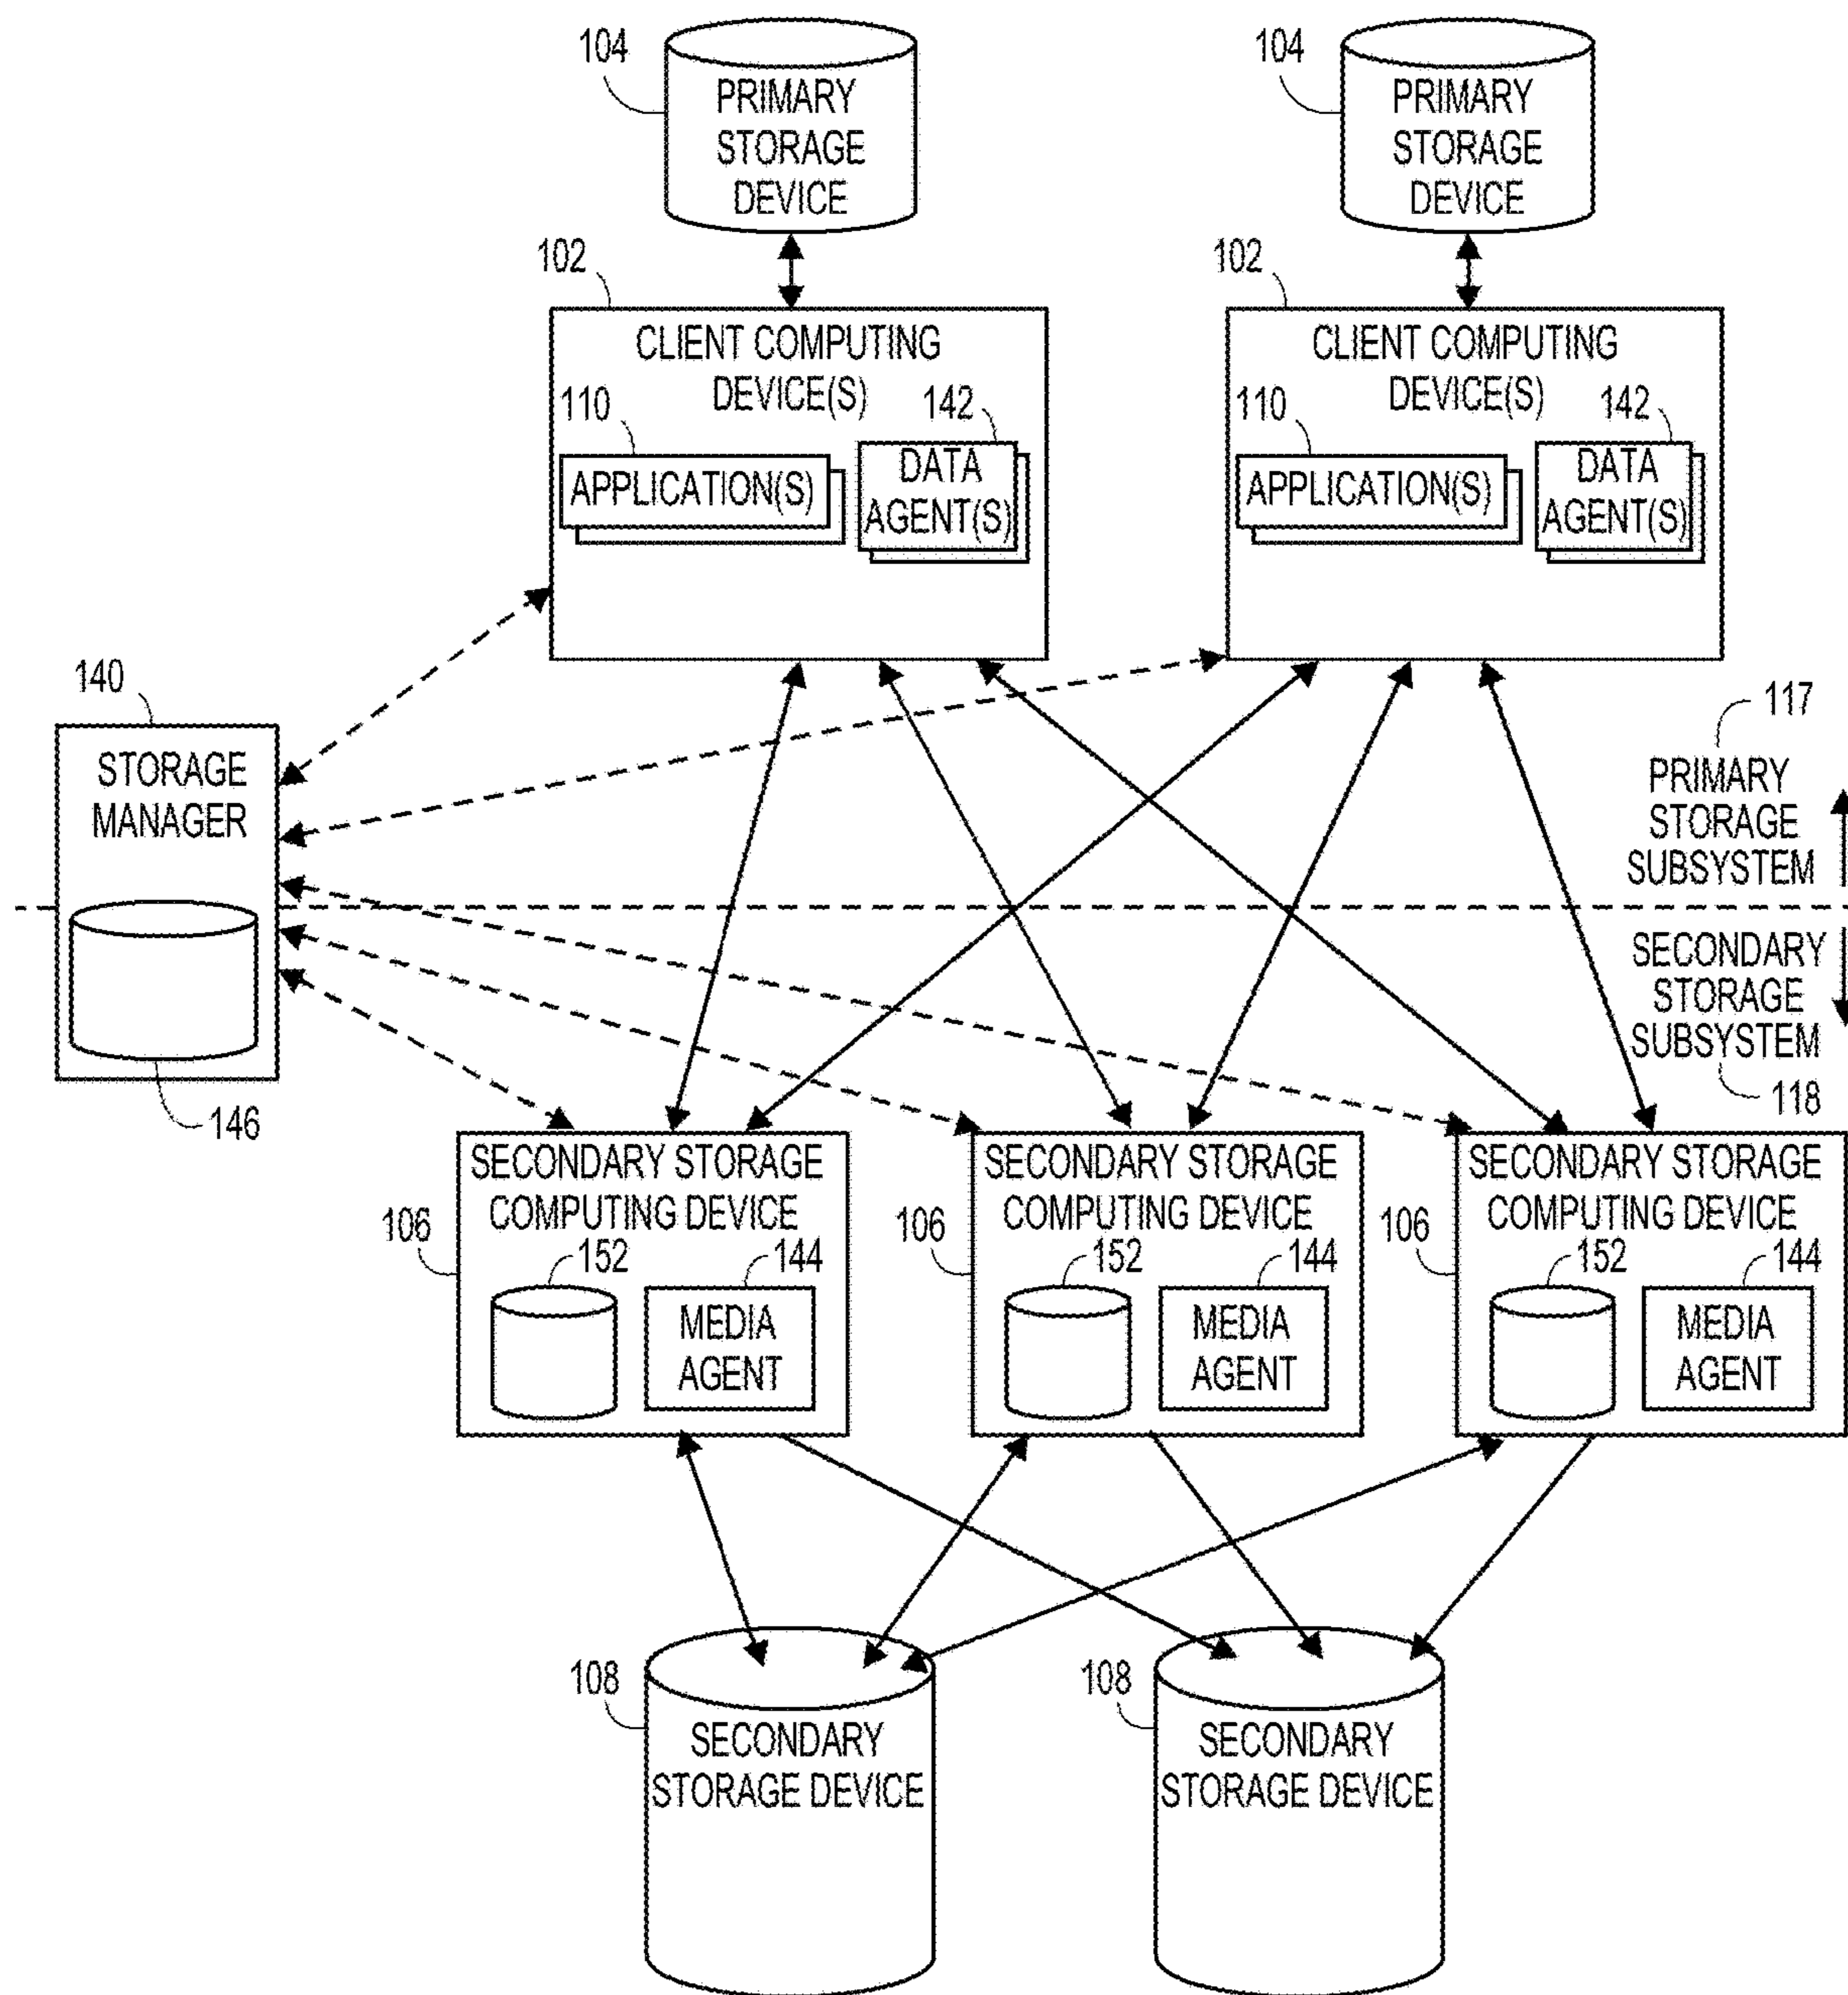 104
PRIMARY
STORAGE
DEVICE
104
PRIMARY
STORAGE
DEVICE
102
CLIENT COMPUTING
DEVICE(S)
110
142
APPLICATION(S)
DATA
AGENT(S)
102
CLIENT COMPUTING
DEVICE(S)
110
142
APPLICATION(S)
DATA
AGENT(S)
140
STORAGE
MANAGER
146
117
PRIMARY
STORAGE
SUBSYSTEM
SECONDARY
STORAGE
SUBSYSTEM
118
106
SECONDARY STORAGE
COMPUTING DEVICE
152
144
MEDIA
AGENT
106
SECONDARY STORAGE
COMPUTING DEVICE
152
144
MEDIA
AGENT
106
SECONDARY STORAGE
COMPUTING DEVICE
152
144
MEDIA
AGENT
108
SECONDARY
STORAGE DEVICE
108
SECONDARY
STORAGE DEVICE